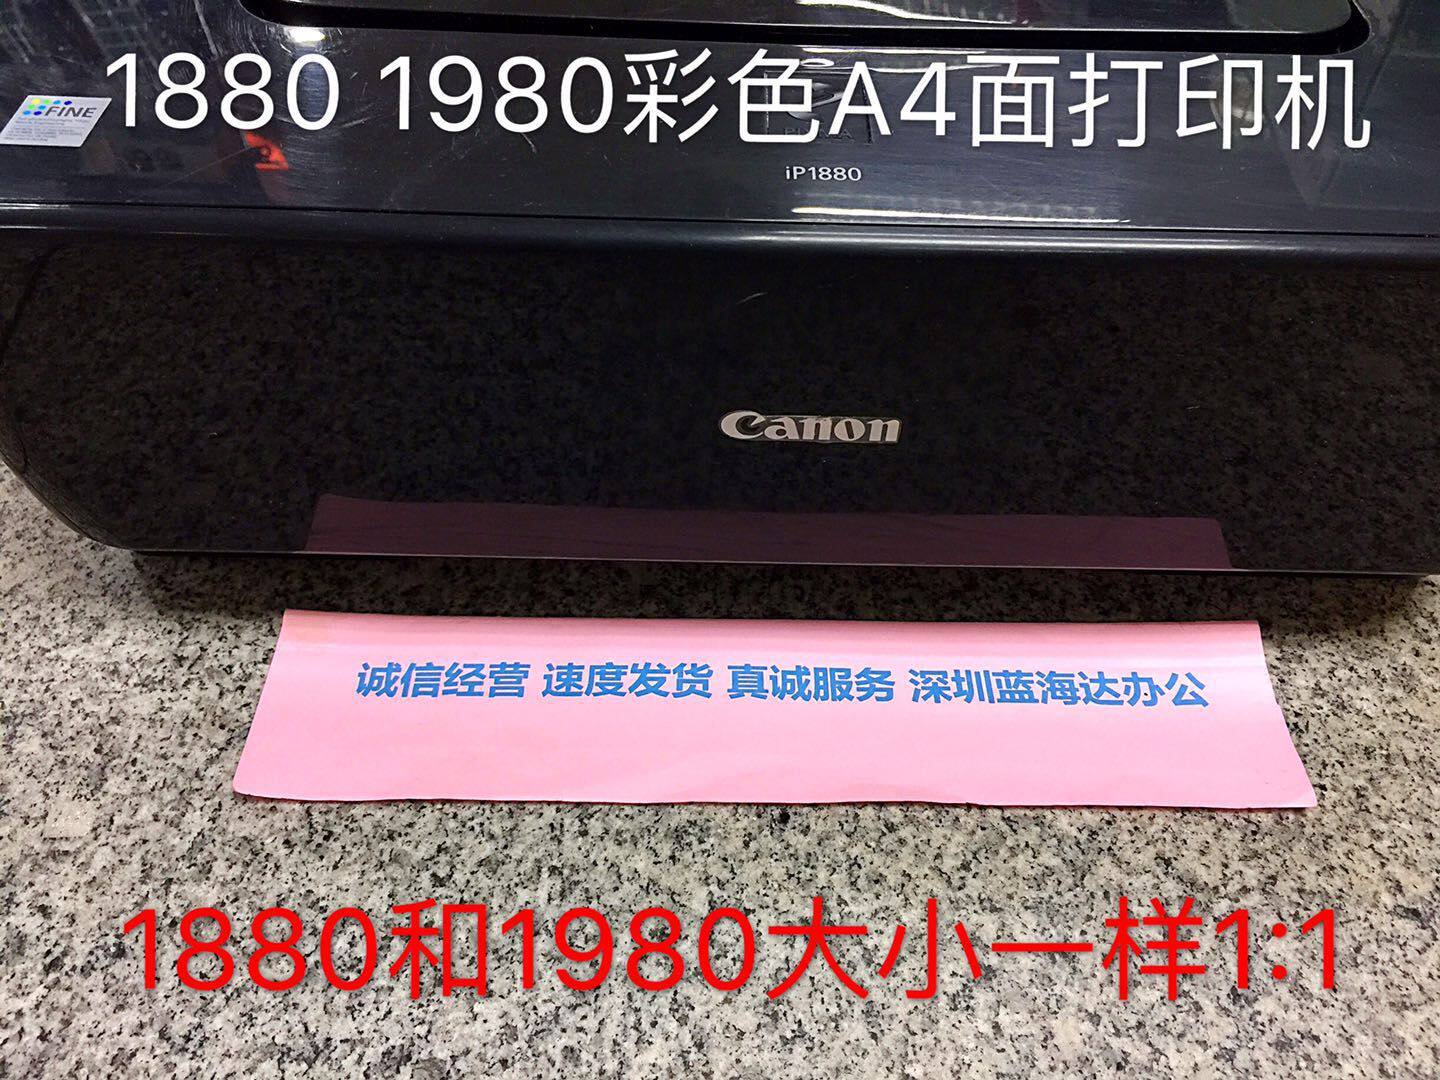 1880 1980彩色A4面打印机
FINE
iP1880
Canon
诚信经营 速度发货 真诚服务 深圳蓝海达办公
1880和1980大小一样1:1